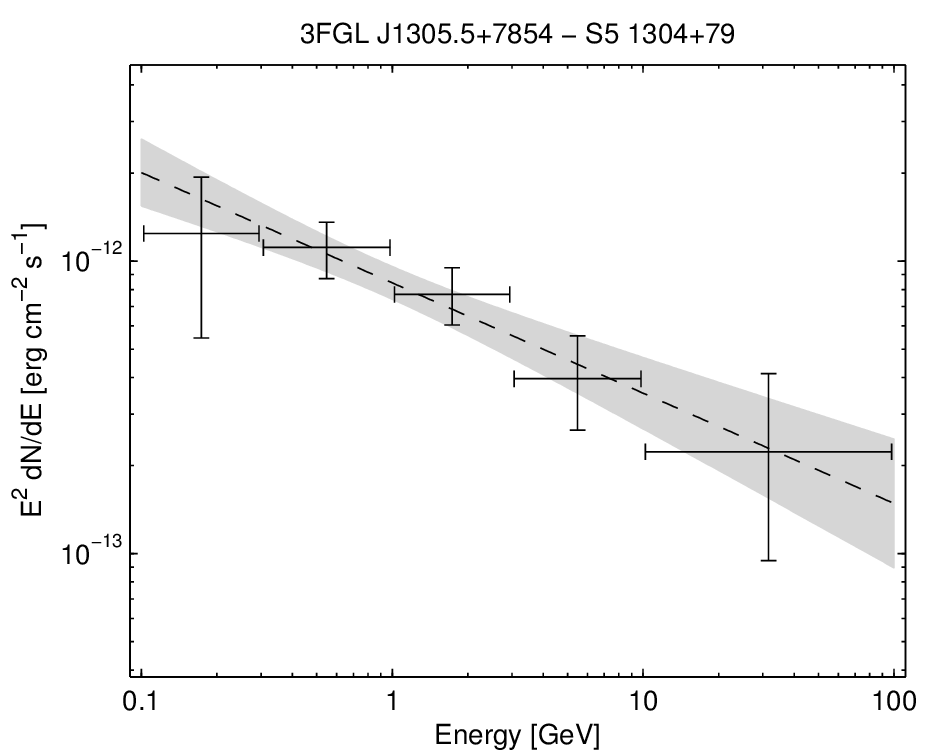 3FGL J1305.5+7854 − S5 1304+79
E² dN/dE [erg cm⁻² s⁻¹]
10⁻¹²
10⁻¹³
0.1 1 10 100
Energy [GeV]